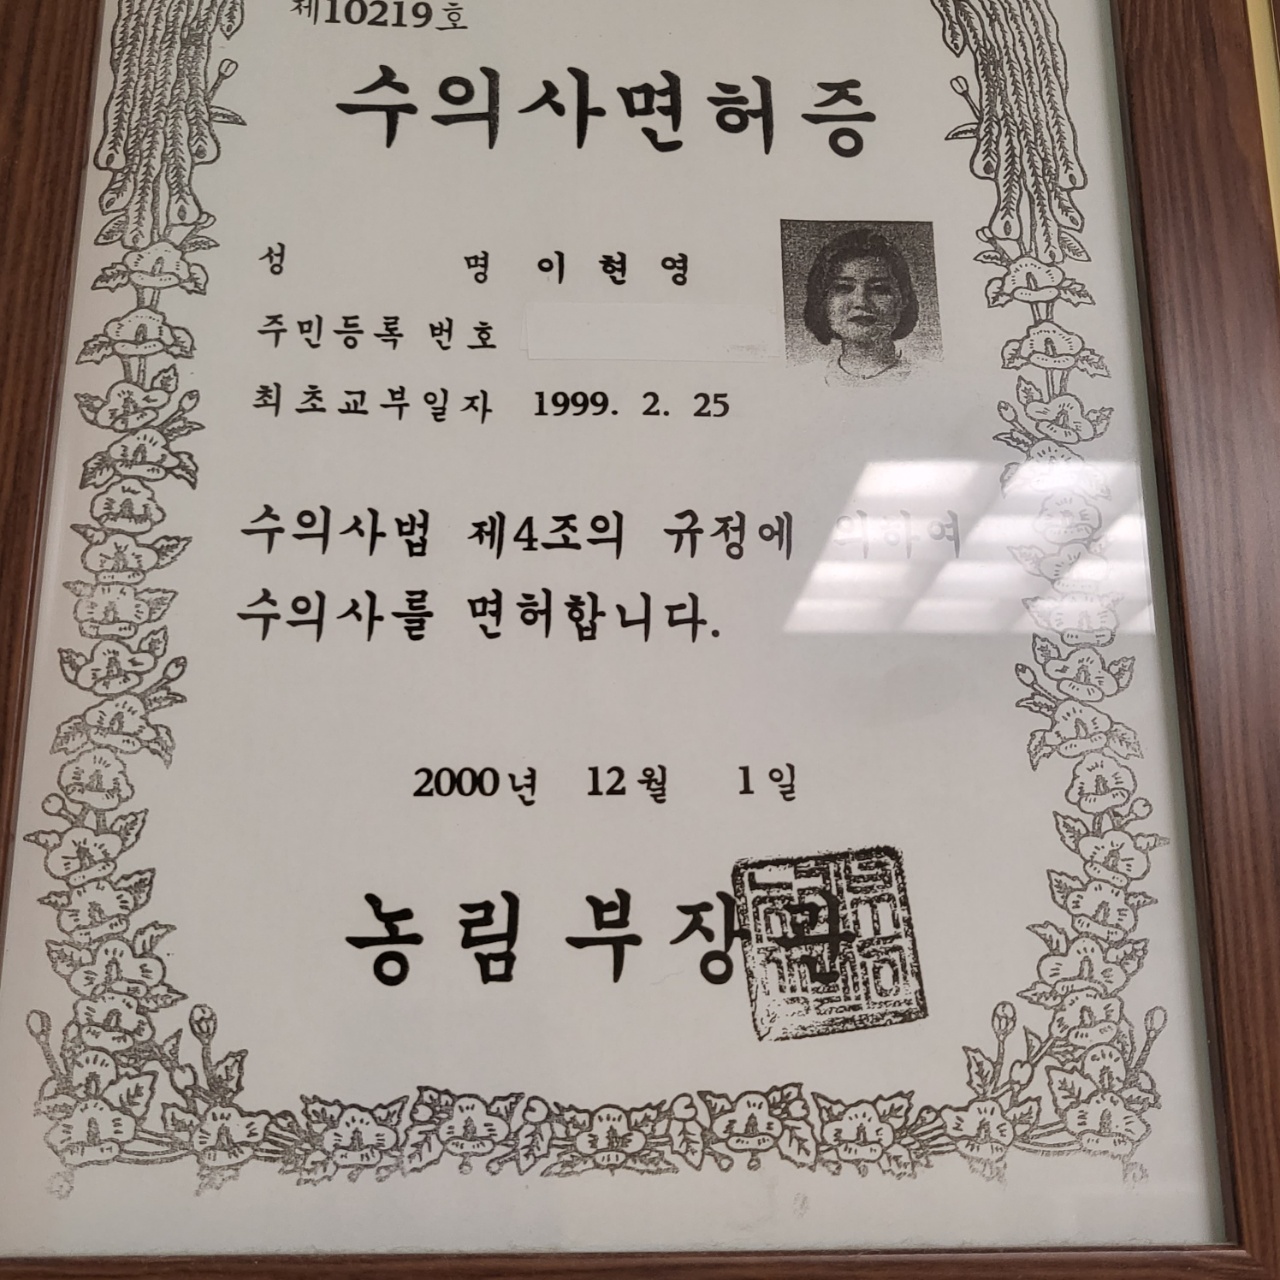 제10219호
수의사면허증
성 명 이 현 영
주민등록 번호
최초교부일자 1999. 2. 25
수의사법 제4조의 규정에 의하여
수의사를 면허합니다.
2000년 12월 1일
농림부장관